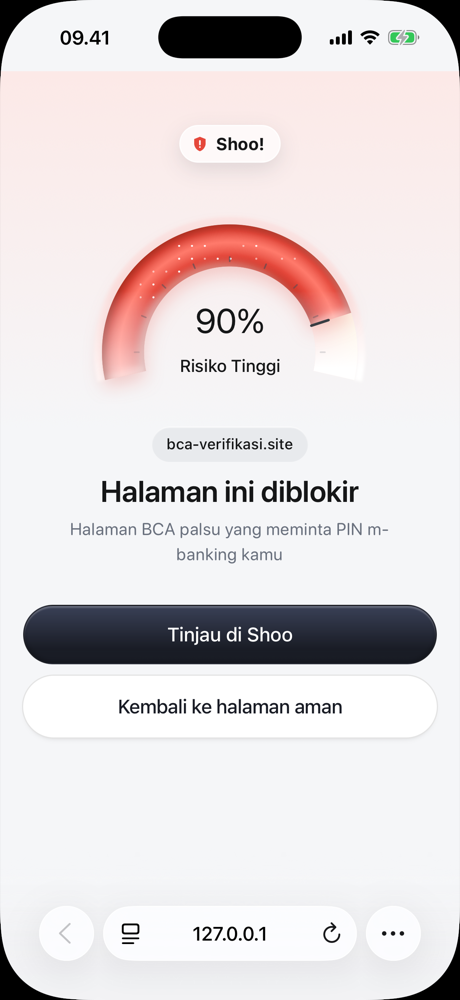 09.41
Shoo!
90%
Risiko Tinggi
bca-verifikasi.site
Halaman ini diblokir
Halaman BCA palsu yang meminta PIN m-
banking kamu
Tinjau di Shoo
Kembali ke halaman aman
127.0.0.1